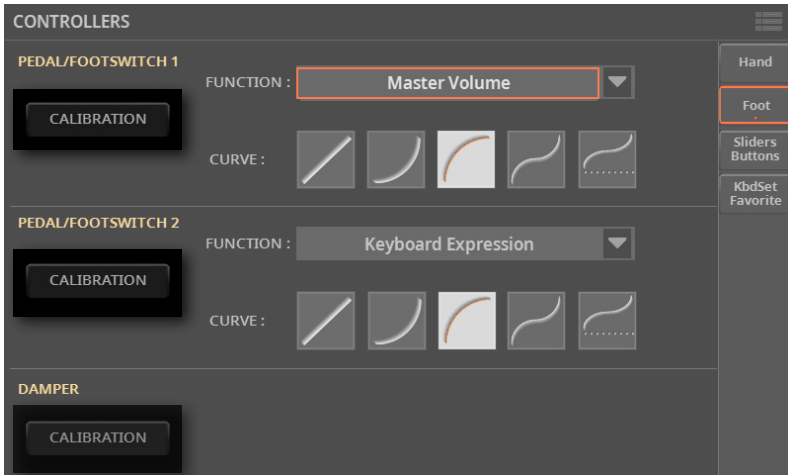 CONTROLLERS
PEDAL/FOOTSWITCH 1
FUNCTION :
Master Volume
CALIBRATION
CURVE :
PEDAL/FOOTSWITCH 2
FUNCTION :
Keyboard Expression
CALIBRATION
CURVE :
DAMPER
CALIBRATION
Hand
Foot
Sliders
Buttons
KbdSet
Favorite